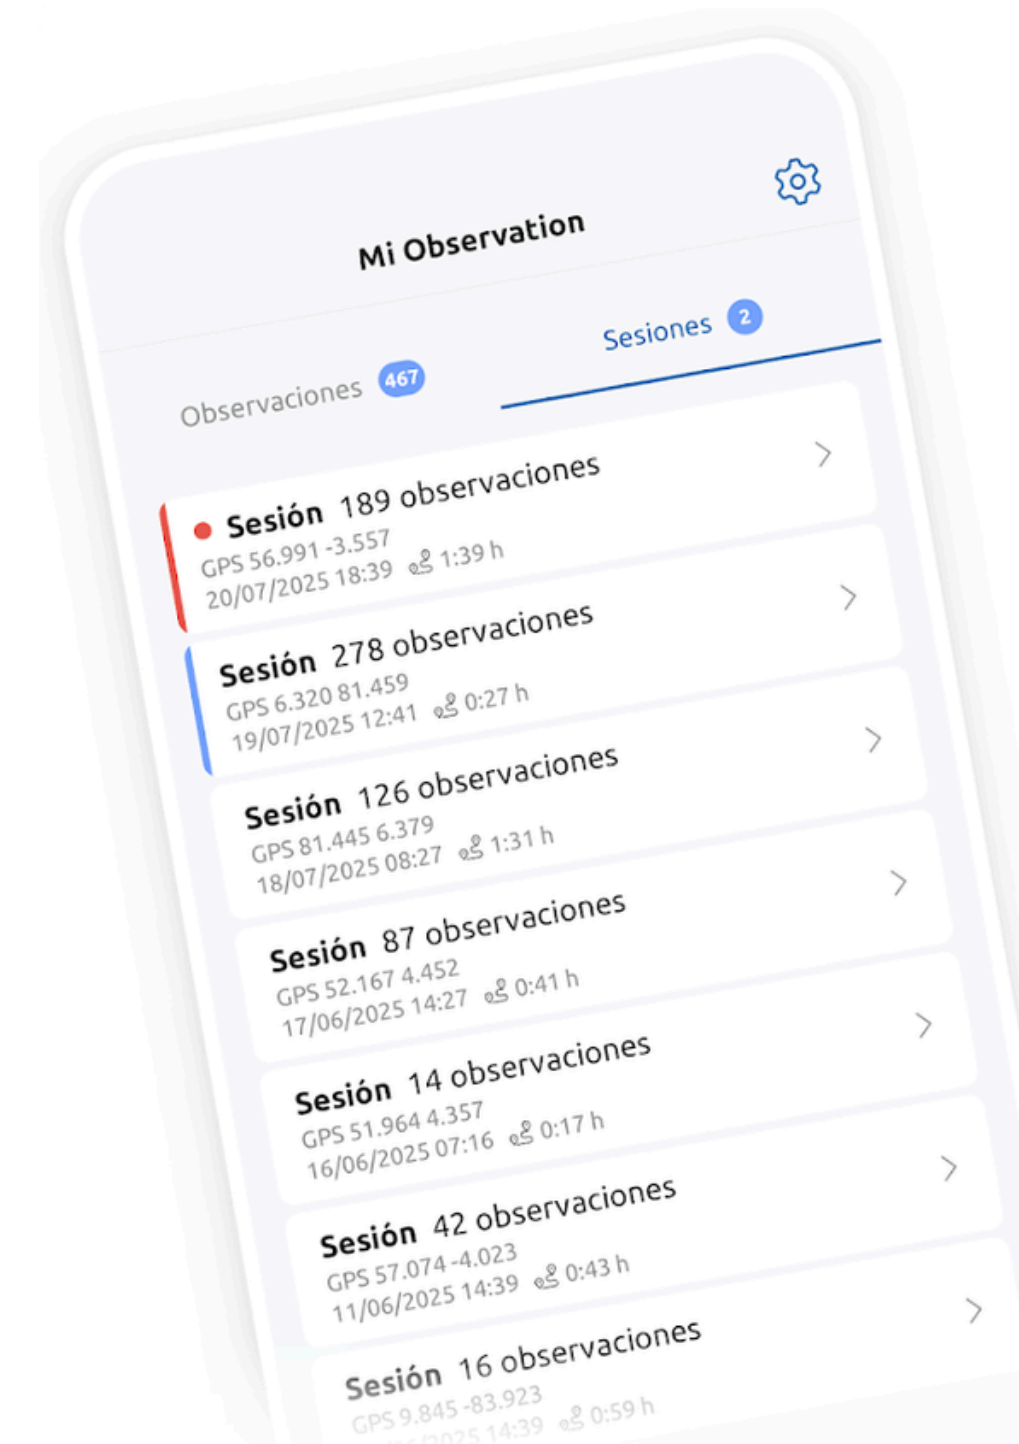 Mi Observation
Observaciones 467
Sesiones 2
Sesión 189 observaciones
GPS 56.991 -3.557
20/07/2025 18:39 1:39 h
Sesión 278 observaciones
GPS 6.320 81.459
19/07/2025 12:41 0:27 h
Sesión 126 observaciones
GPS 81.445 6.379
18/07/2025 08:27 1:31 h
Sesión 87 observaciones
GPS 52.167 4.452
17/06/2025 14:27 0:41 h
Sesión 14 observaciones
GPS 51.964 4.357
16/06/2025 07:16 0:17 h
Sesión 42 observaciones
GPS 57.074 -4.023
11/06/2025 14:39 0:43 h
Sesión 16 observaciones
GPS 9.845 -83.923
14:39 0:59 h